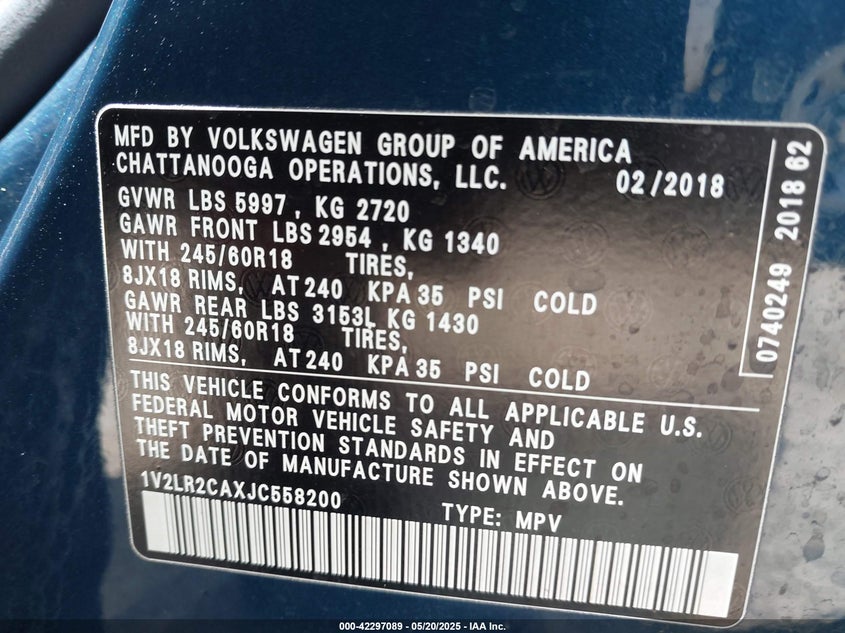 MFD BY VOLKSWAGEN GROUP OF AMERICA
CHATTANOOGA OPERATIONS, LLC. 02/2018
GVWR LBS 5997 , KG 2720
GAWR FRONT LBS 2954 , KG 1340
WITH 245/60R18 TIRES,
8JX18 RIMS, AT 240 KPA 35 PSI COLD
GAWR REAR LBS 3153L KG 1430
WITH 245/60R18 TIRES,
8JX18 RIMS, AT 240 KPA 35 PSI COLD
THIS VEHICLE CONFORMS TO ALL APPLICABLE U.S.
FEDERAL MOTOR VEHICLE SAFETY AND
THEFT PREVENTION STANDARDS IN EFFECT ON
THE DATE OF MANUFACTURE SHOWN ABOVE.
1V2LR2CAXJC558200 TYPE: MPV
0740249 2018 62
000-42297089 - 05/20/2025 - IAA Inc.